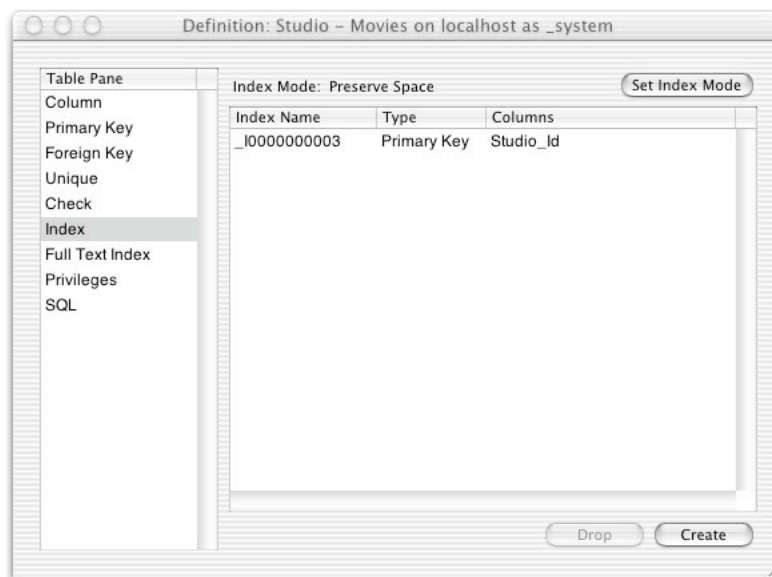 Definition: Studio – Movies on localhost as _system
Table Pane
Column
Primary Key
Foreign Key
Unique
Check
Index
Full Text Index
Privileges
SQL
Index Mode: Preserve Space
Set Index Mode
Index Name Type Columns
_I0000000003 Primary Key Studio_Id
Drop Create